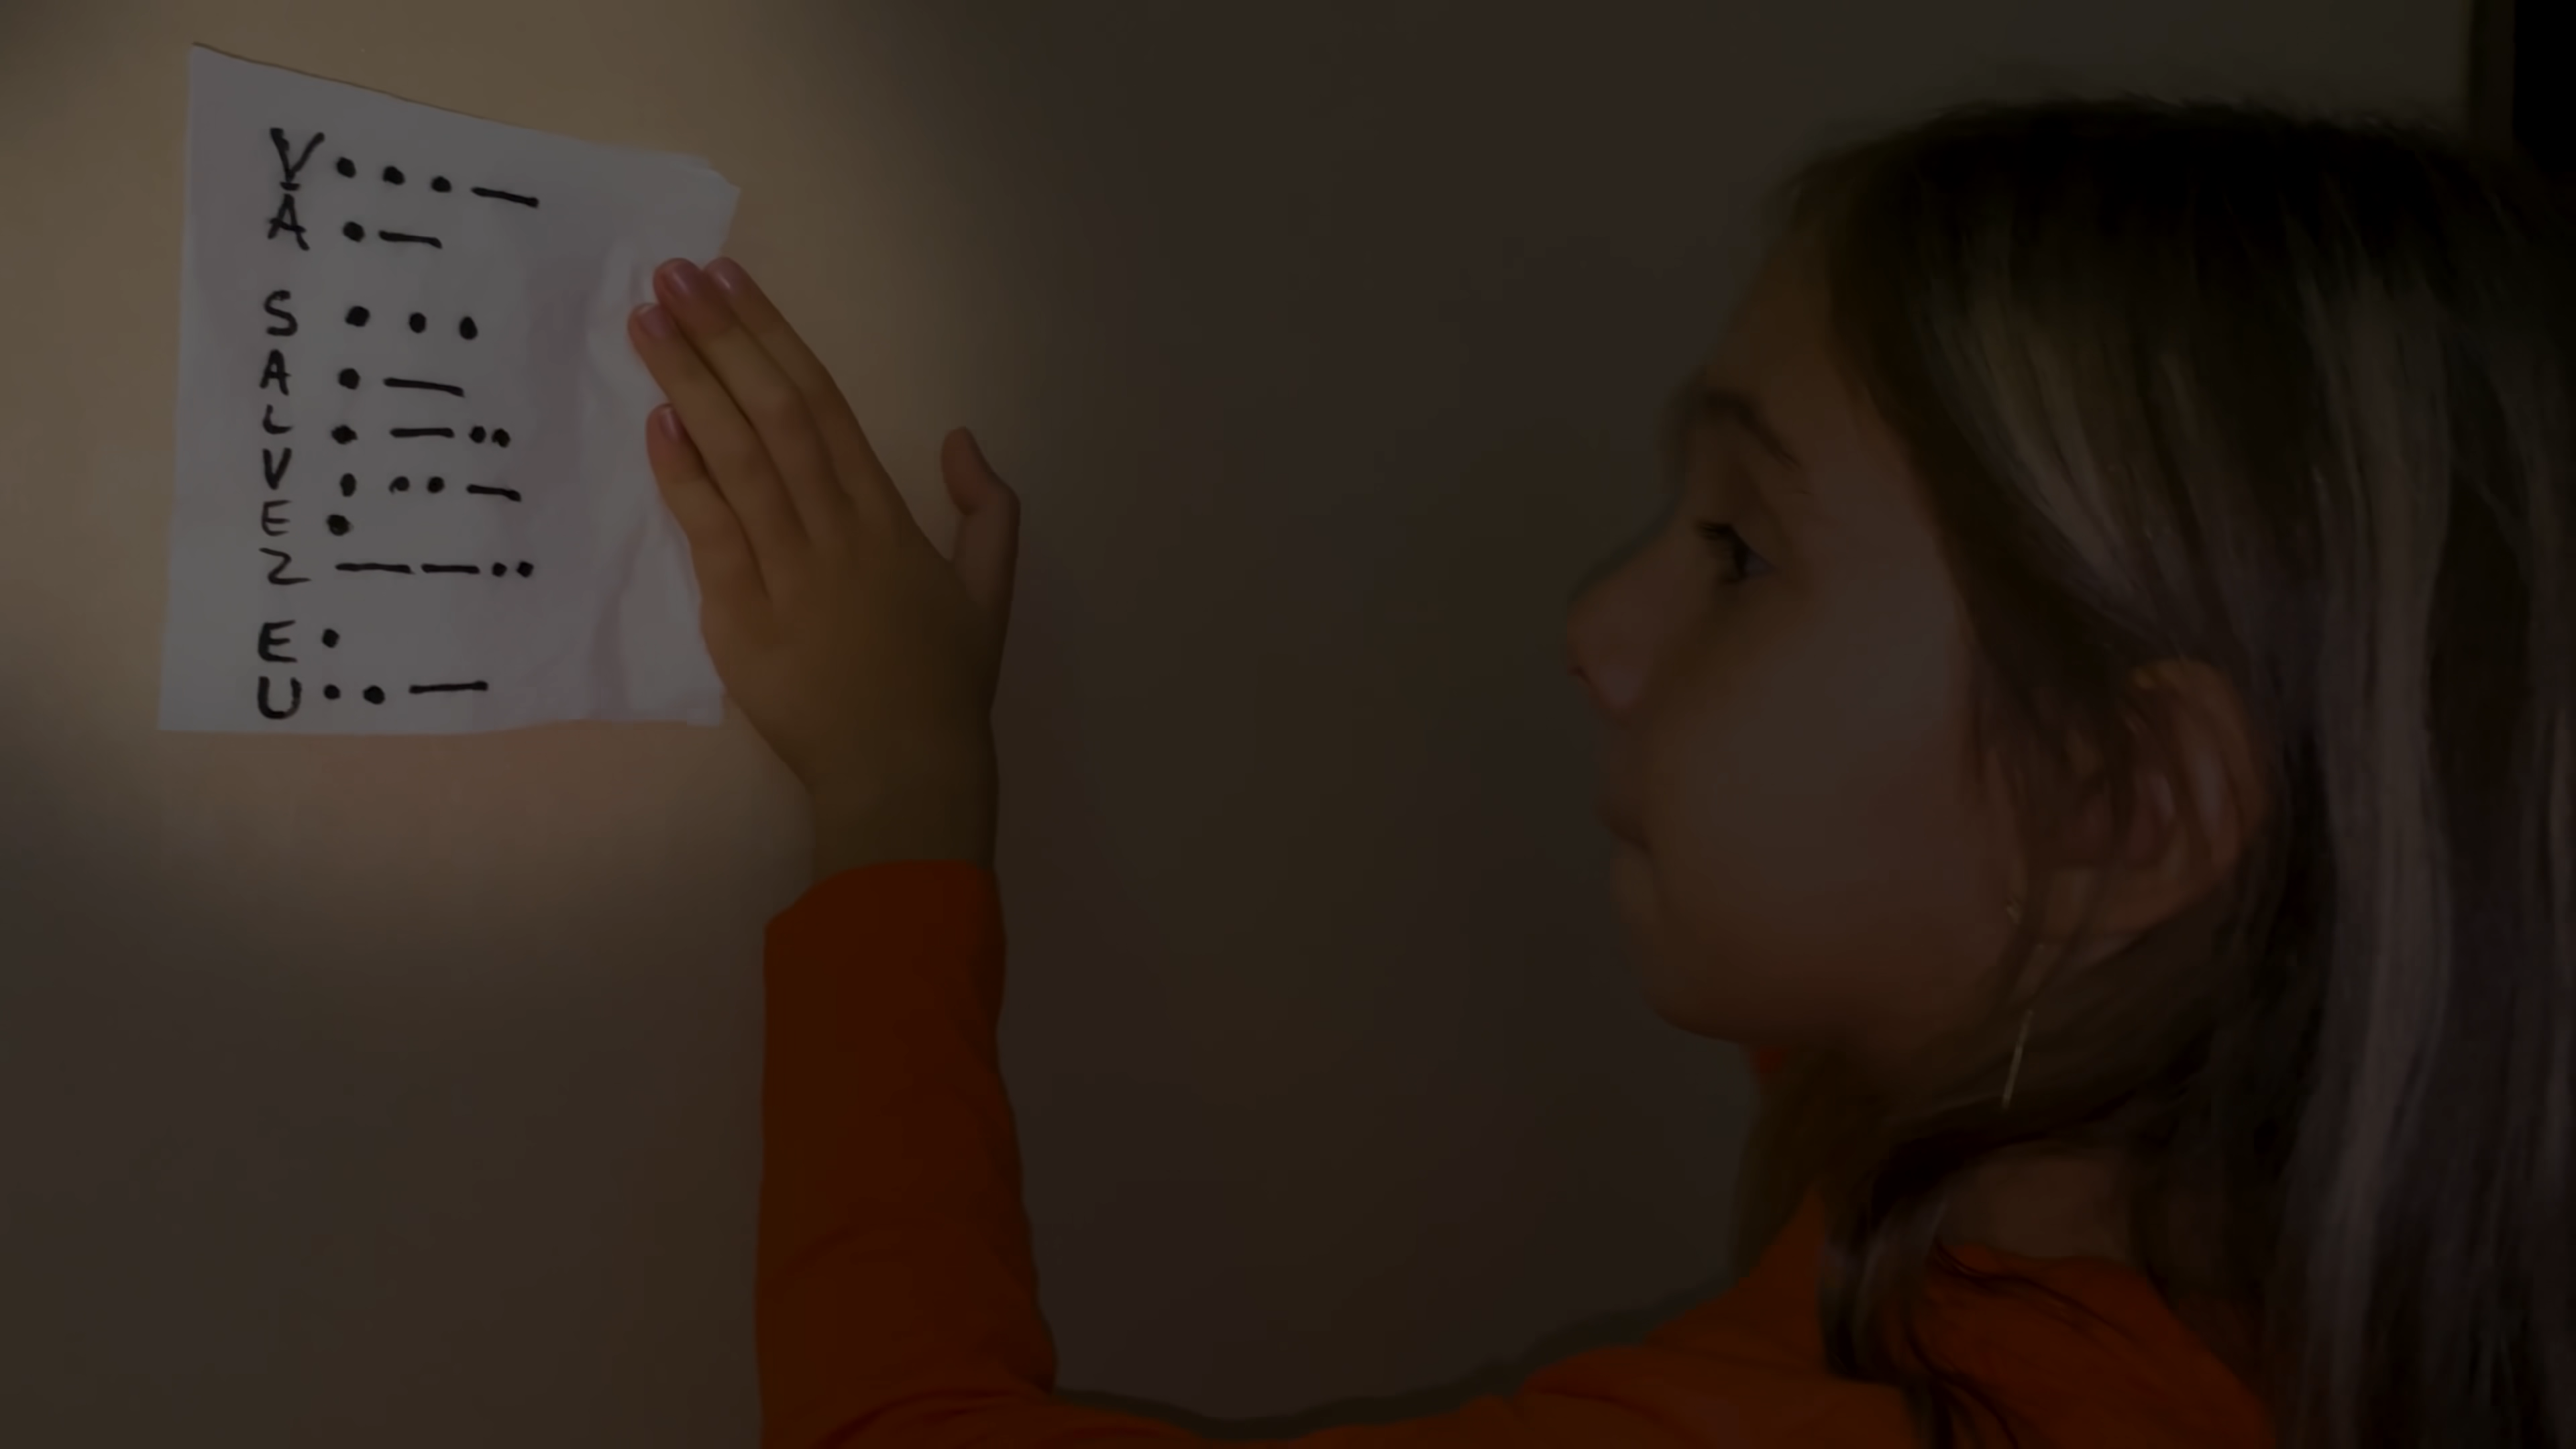 V • • • —
Ă • —
S • • •
A • —
L • — • •
V • • • —
E •
Z — — • •
E •
U • • —